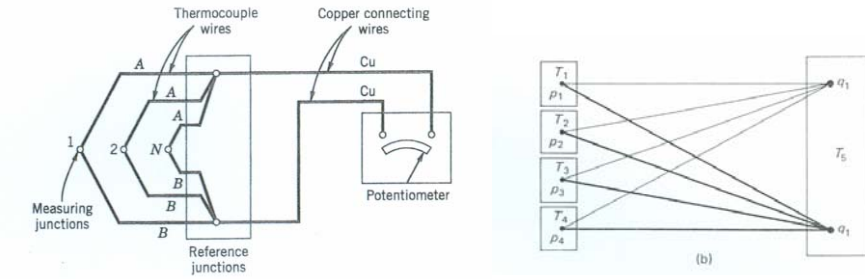 Thermocouple
wires
Copper connecting
wires
A
Cu
A
Cu
A
1
2
N
B
B
B
Measuring
junctions
Reference
junctions
Potentiometer
T1
p1
T2
p2
T3
p3
T4
p4
q1
T5
q1
(b)